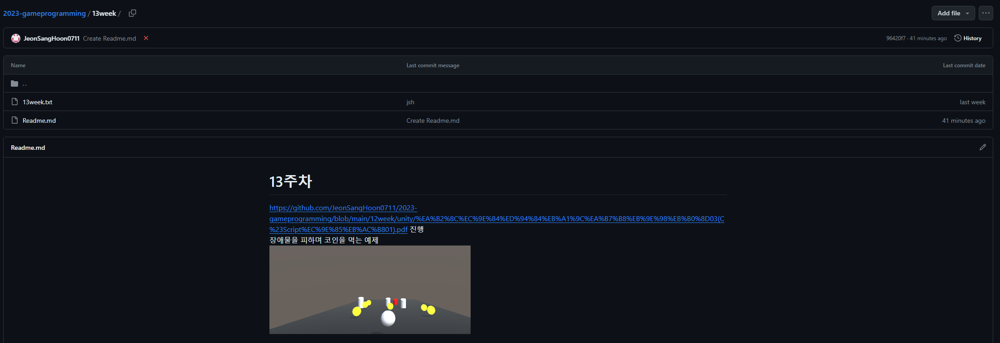 2023-gameprogramming / 13week /
Add file
JeonSangHoon0711 Create Readme.md
96420f7 · 41 minutes ago History
Name Last commit message Last commit date
..
13week.txt jsh last week
Readme.md Create Readme.md 41 minutes ago
Readme.md
13주차
https://github.com/JeonSangHoon0711/2023-
gameprogramming/blob/main/12week/unity/%EA%B2%8C%EC%9E%84%ED%94%84%EB%A1%9C%EA%B7%B8%EB%9E%98%EB%B0%8D03(C
%23Script%EC%9E%85%EB%AC%B801).pdf 진행
장애물을 피하며 코인을 먹는 예제